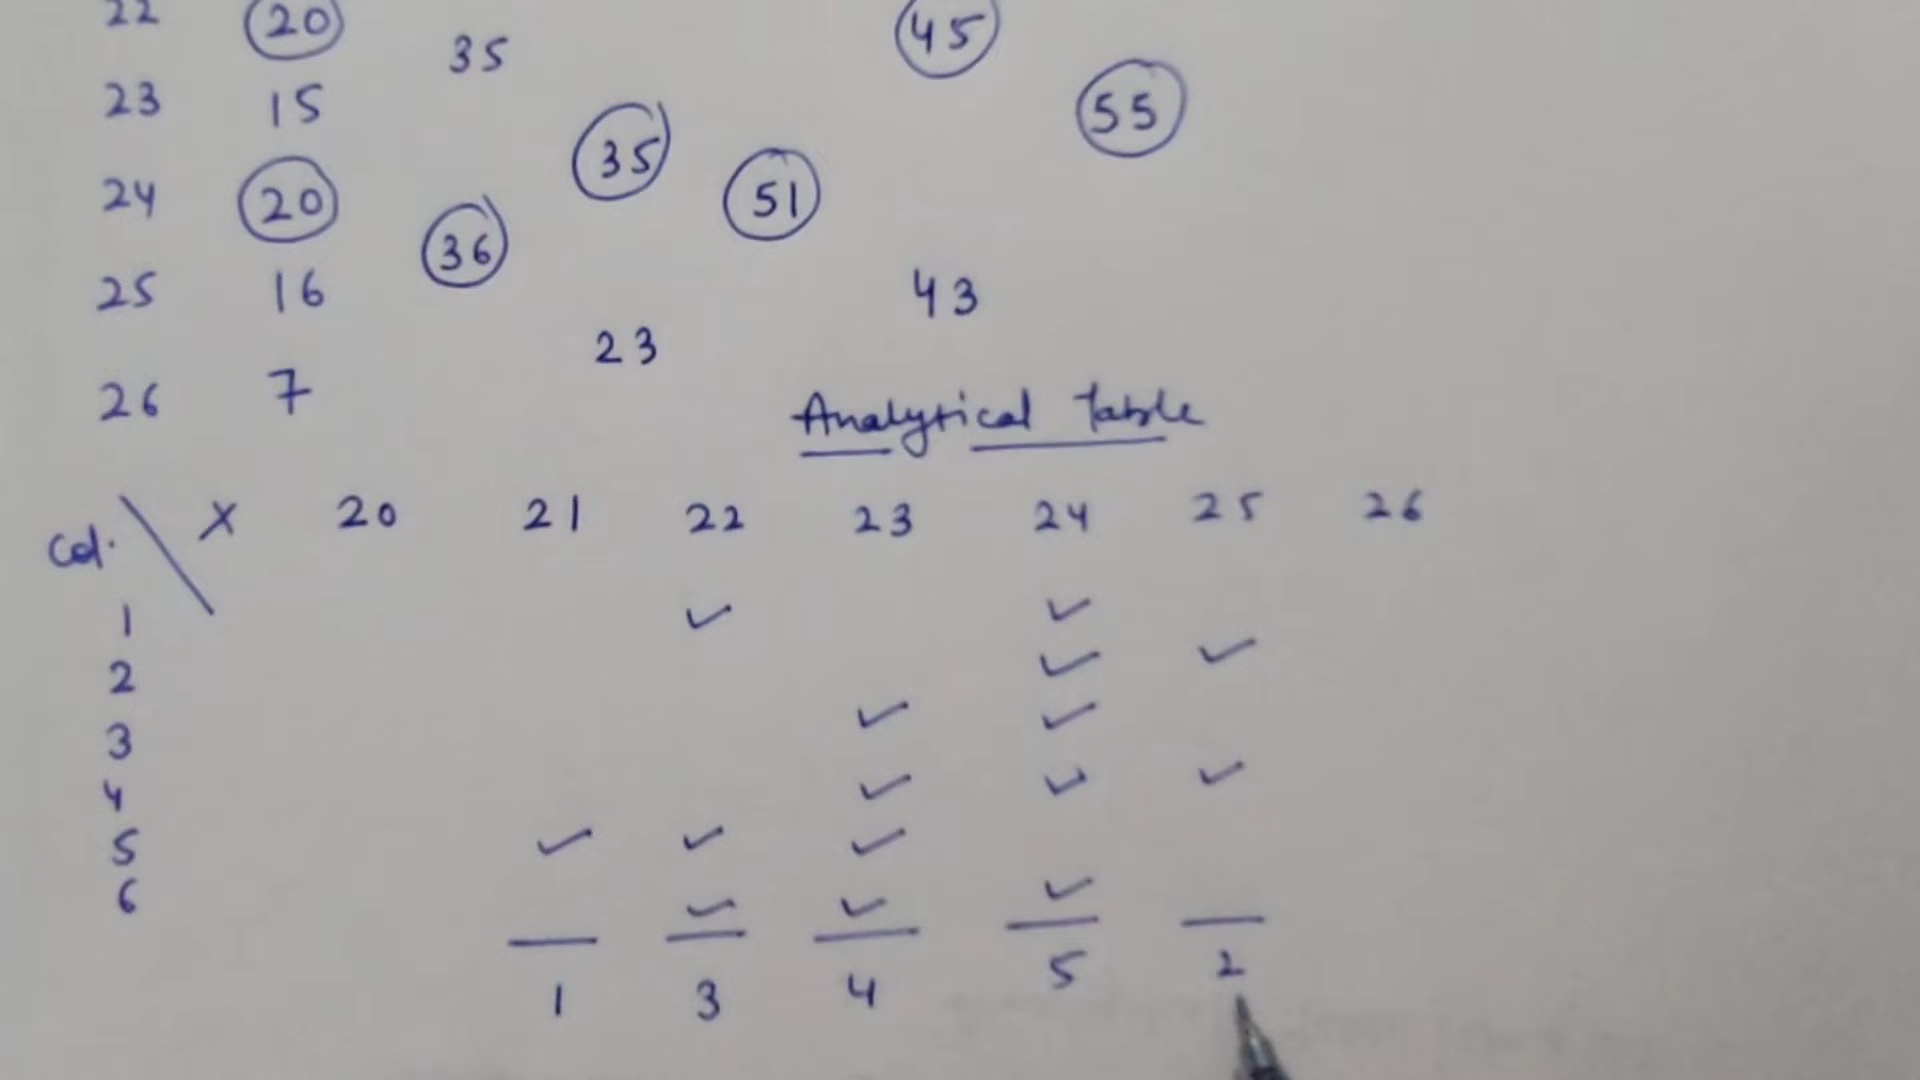 22 20 35 45
23 15 35 55
24 20 36 51
25 16 23 43
26 7
Analytical Table
Col. X 20 21 22 23 24 25 26
1 ✓ ✓
2 ✓ ✓
3 ✓ ✓
4 ✓ ✓ ✓
5 ✓ ✓ ✓
6 ✓ ✓ ✓
1 3 4 5 2